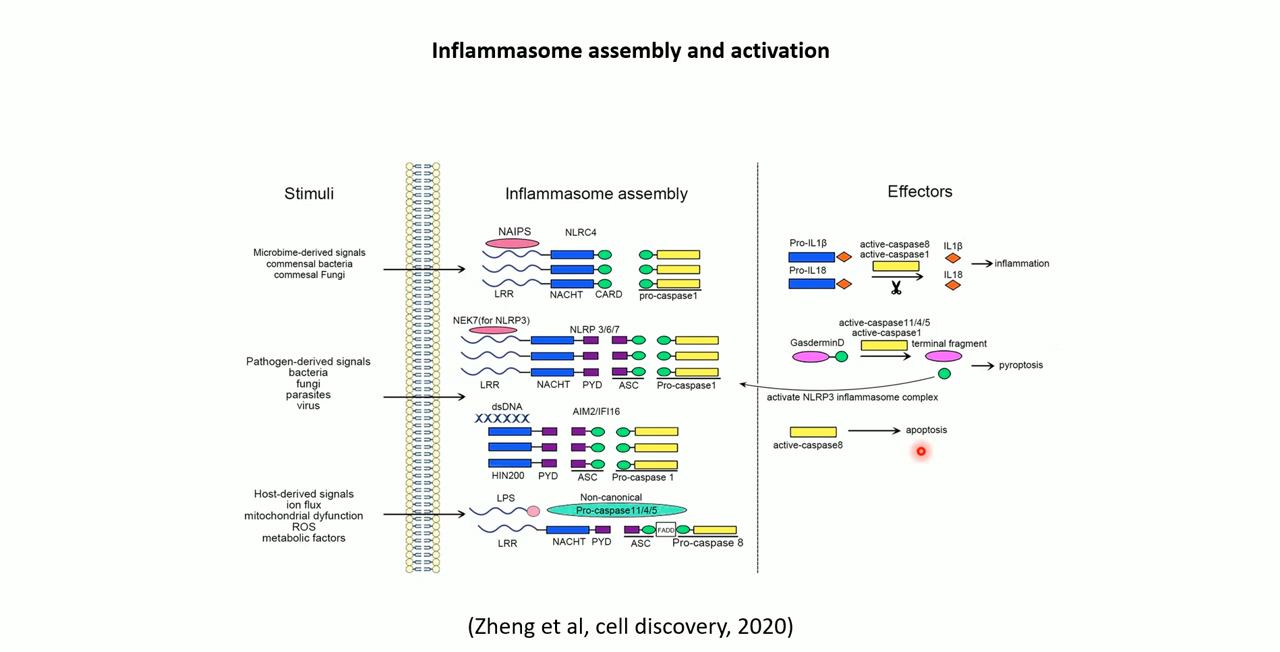 Inflammasome assembly and activation
Stimuli
Microbime-derived signals
commensal bacteria
commesal Fungi
Pathogen-derived signals
bacteria
fungi
parasites
virus
Host-derived signals
ion flux
mitochondrial dyfunction
ROS
metabolic factors
Inflammasome assembly
NAIPS
NLRC4
LRR NACHT CARD pro-caspase1
NEK7(for NLRP3)
NLRP 3/6/7
LRR NACHT PYD ASC Pro-caspase1
dsDNA
AIM2/IFI16
HIN200 PYD ASC Pro-caspase 1
LPS
Non-canonical
Pro-caspase11/4/5
FADD
LRR NACHT PYD ASC Pro-caspase 8
Effectors
Pro-IL1β
Pro-IL18
active-caspase8
active-caspase1
IL1β
IL18
inflamation
active-caspase11/4/5
active-caspase1
GasderminD
terminal fragment
pyroptosis
activate NLRP3 inflammasome complex
active-caspase8
apoptosis
(Zheng et al, cell discovery, 2020)